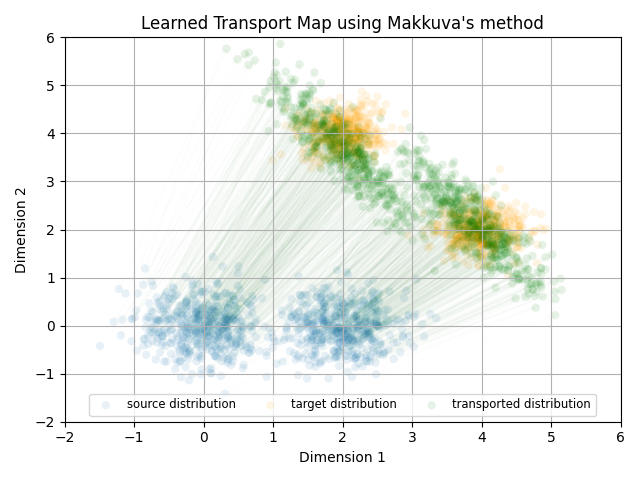 Learned Transport Map using Makkuva's method
6
5
4
3
2
1
0
−1
−2
Dimension 2
source distribution target distribution transported distribution
−2 −1 0 1 2 3 4 5 6
Dimension 1